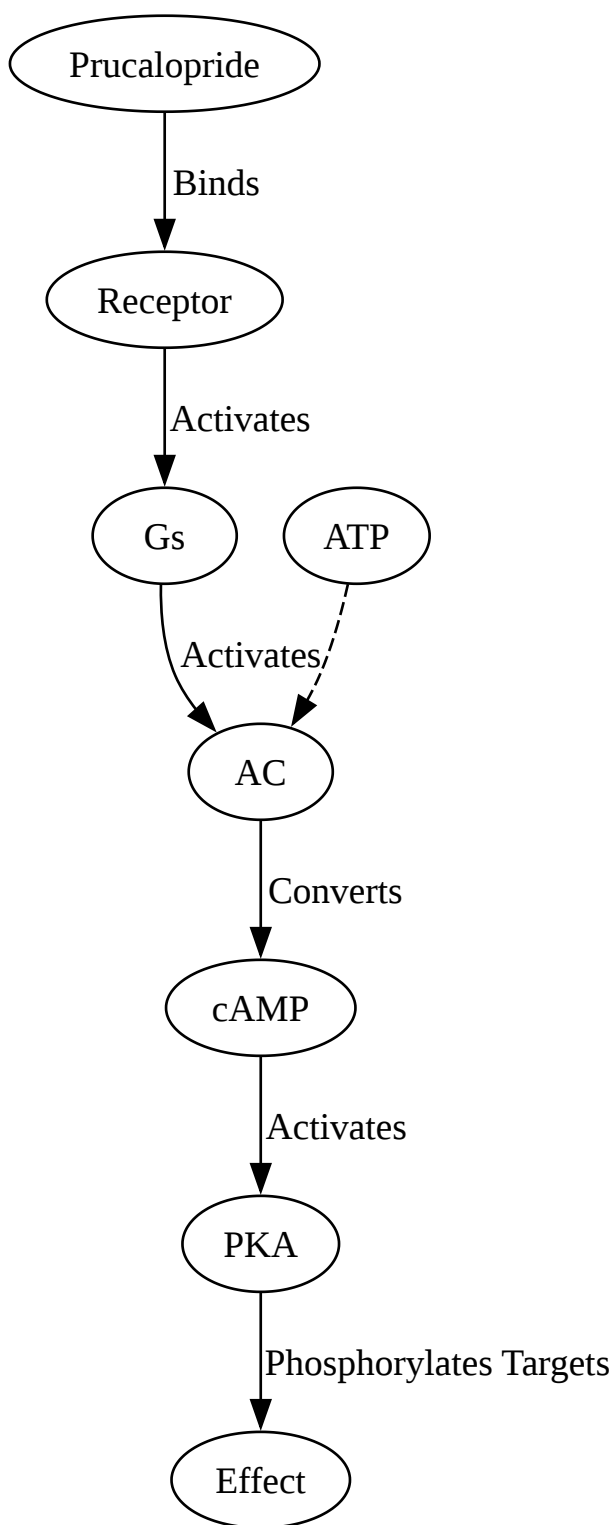 Prucalopride
Binds
Receptor
Activates
Gs
ATP
Activates
AC
Converts
cAMP
Activates
PKA
Phosphorylates Targets
Effect